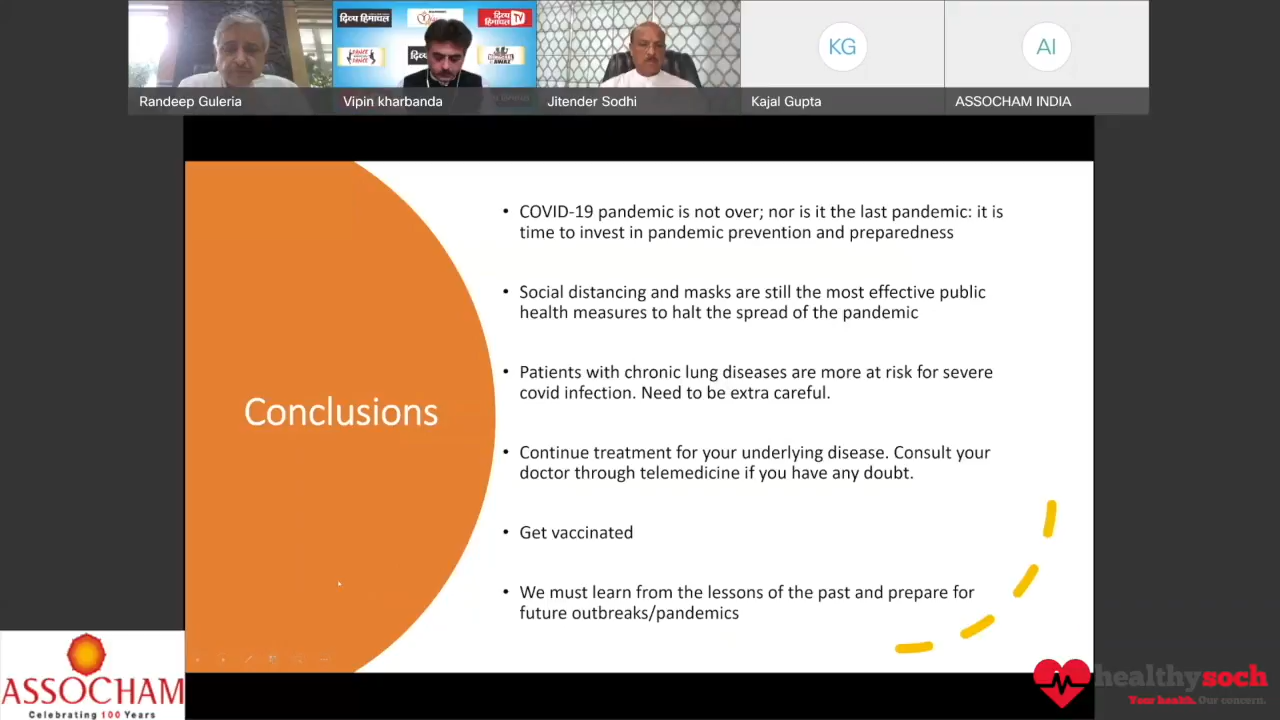 दिव्य हिमाचल
दिव्य हिमाचल TV
Randeep Guleria
Vipin kharbanda
Jitender Sodhi
KG
Kajal Gupta
AI
ASSOCHAM INDIA
Conclusions
• COVID-19 pandemic is not over; nor is it the last pandemic: it is
time to invest in pandemic prevention and preparedness
• Social distancing and masks are still the most effective public
health measures to halt the spread of the pandemic
• Patients with chronic lung diseases are more at risk for severe
covid infection. Need to be extra careful.
• Continue treatment for your underlying disease. Consult your
doctor through telemedicine if you have any doubt.
• Get vaccinated
• We must learn from the lessons of the past and prepare for
future outbreaks/pandemics
ASSOCHAM
Celebrating 100 Years
healthysoch
Your health. Our concern.